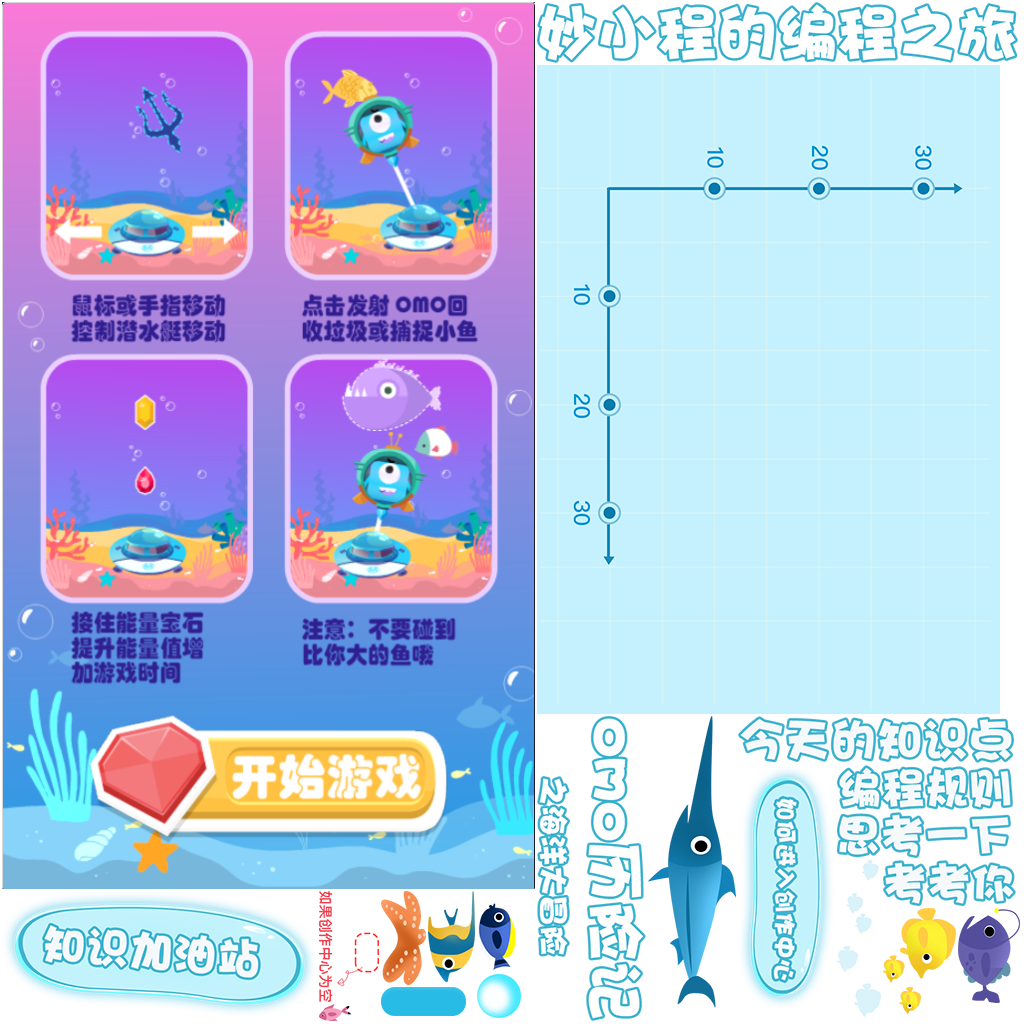 鼠标或手指移动
控制潜水艇移动
点击发射 OMO回
收垃圾或捕捉小鱼
接住能量宝石
提升能量值增
加游戏时间
注意：不要碰到
比你大的鱼哦
开始游戏
知识加油站
如果创作中心为空
妙小程的编程之旅
10
20
30
10
20
30
omo历险记
之海洋大冒险
今天的知识点
编程规则
思考一下
考考你
如何进入创作中心